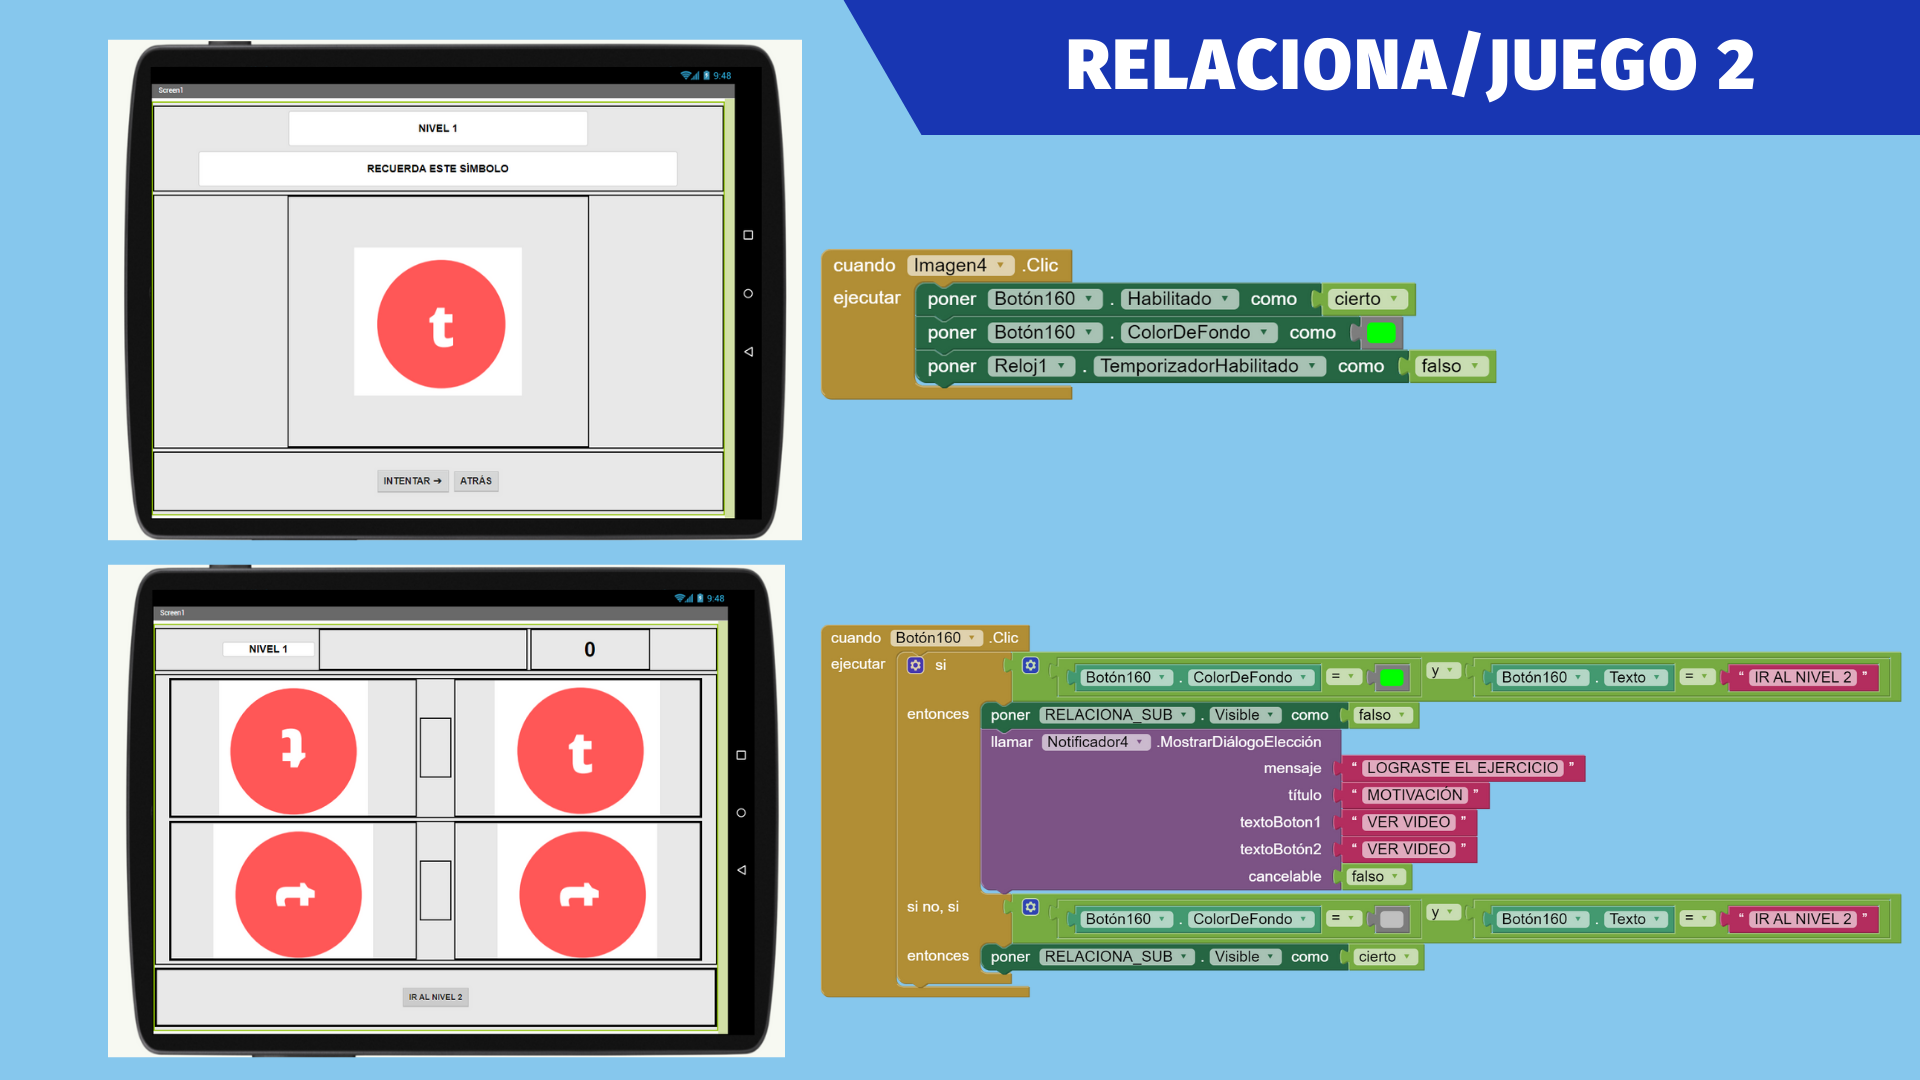 RELACIONA/JUEGO 2
9:48
Screen1
NIVEL 1
RECUERDA ESTE SÍMBOLO
t
INTENTAR ➔ ATRÁS
cuando Imagen4 .Clic
ejecutar poner Botón160 . Habilitado como cierto
poner Botón160 . ColorDeFondo como
poner Reloj1 . TemporizadorHabilitado como falso
9:48
Screen1
NIVEL 1 0
t t
t t
IR AL NIVEL 2
cuando Botón160 .Clic
ejecutar si Botón160 . ColorDeFondo = y Botón160 . Texto = “ IR AL NIVEL 2 ”
entonces poner RELACIONA_SUB . Visible como falso
llamar Notificador4 .MostrarDiálogoElección
mensaje “ LOGRASTE EL EJERCICIO ”
título “ MOTIVACIÓN ”
textoBoton1 “ VER VIDEO ”
textoBotón2 “ VER VIDEO ”
cancelable falso
si no, si Botón160 . ColorDeFondo = y Botón160 . Texto = “ IR AL NIVEL 2 ”
entonces poner RELACIONA_SUB . Visible como cierto